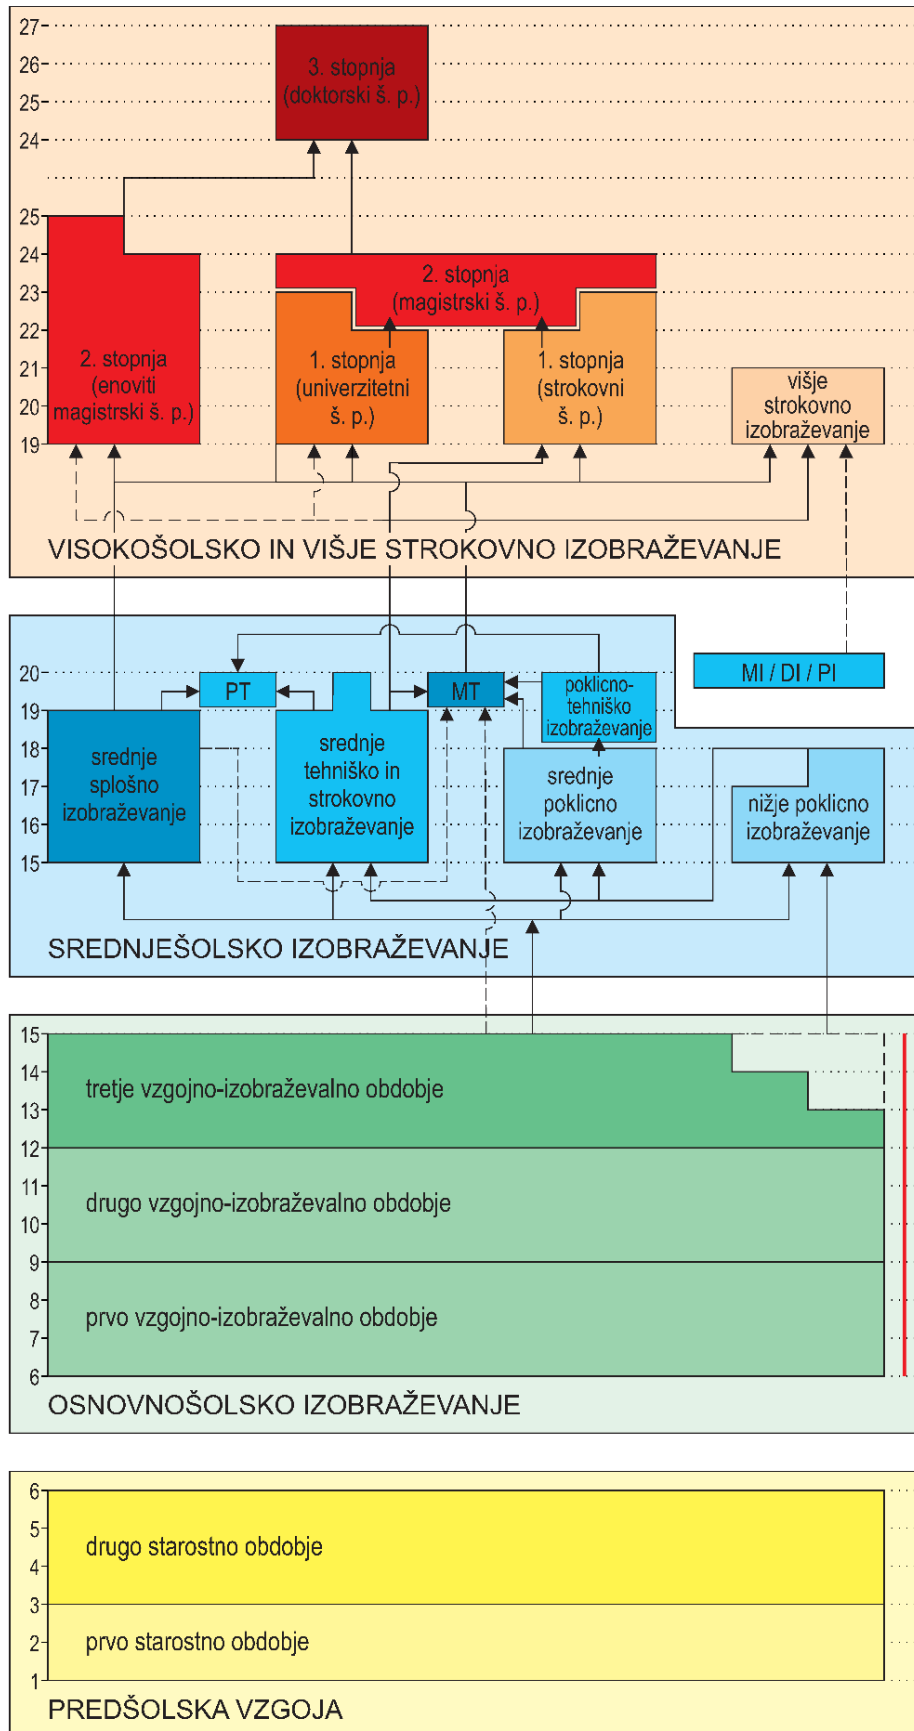 27
26
25
24
3. stopnja
(doktorski š. p.)
25
24
23
22
21
20
19
2. stopnja
(enoviti
magistrski š. p.)
2. stopnja
(magistrski š. p.)
1. stopnja
(univerzitetni
š. p.)
1. stopnja
(strokovni
š. p.)
višje
strokovno
izobraževanje
VISOKOŠOLSKO IN VIŠJE STROKOVNO IZOBRAŽEVANJE
MI / DI / PI
20
19
18
17
16
15
PT
MT
poklicno-
tehniško
izobraževanje
srednje
splošno
izobraževanje
srednje
tehniško in
strokovno
izobraževanje
srednje
poklicno
izobraževanje
nižje poklicno
izobraževanje
SREDNJEŠOLSKO IZOBRAŽEVANJE
15
14
13
12
11
10
9
8
7
6
tretje vzgojno-izobraževalno obdobje
drugo vzgojno-izobraževalno obdobje
prvo vzgojno-izobraževalno obdobje
OSNOVNOŠOLSKO IZOBRAŽEVANJE
6
5
4
3
2
1
drugo starostno obdobje
prvo starostno obdobje
PREDŠOLSKA VZGOJA